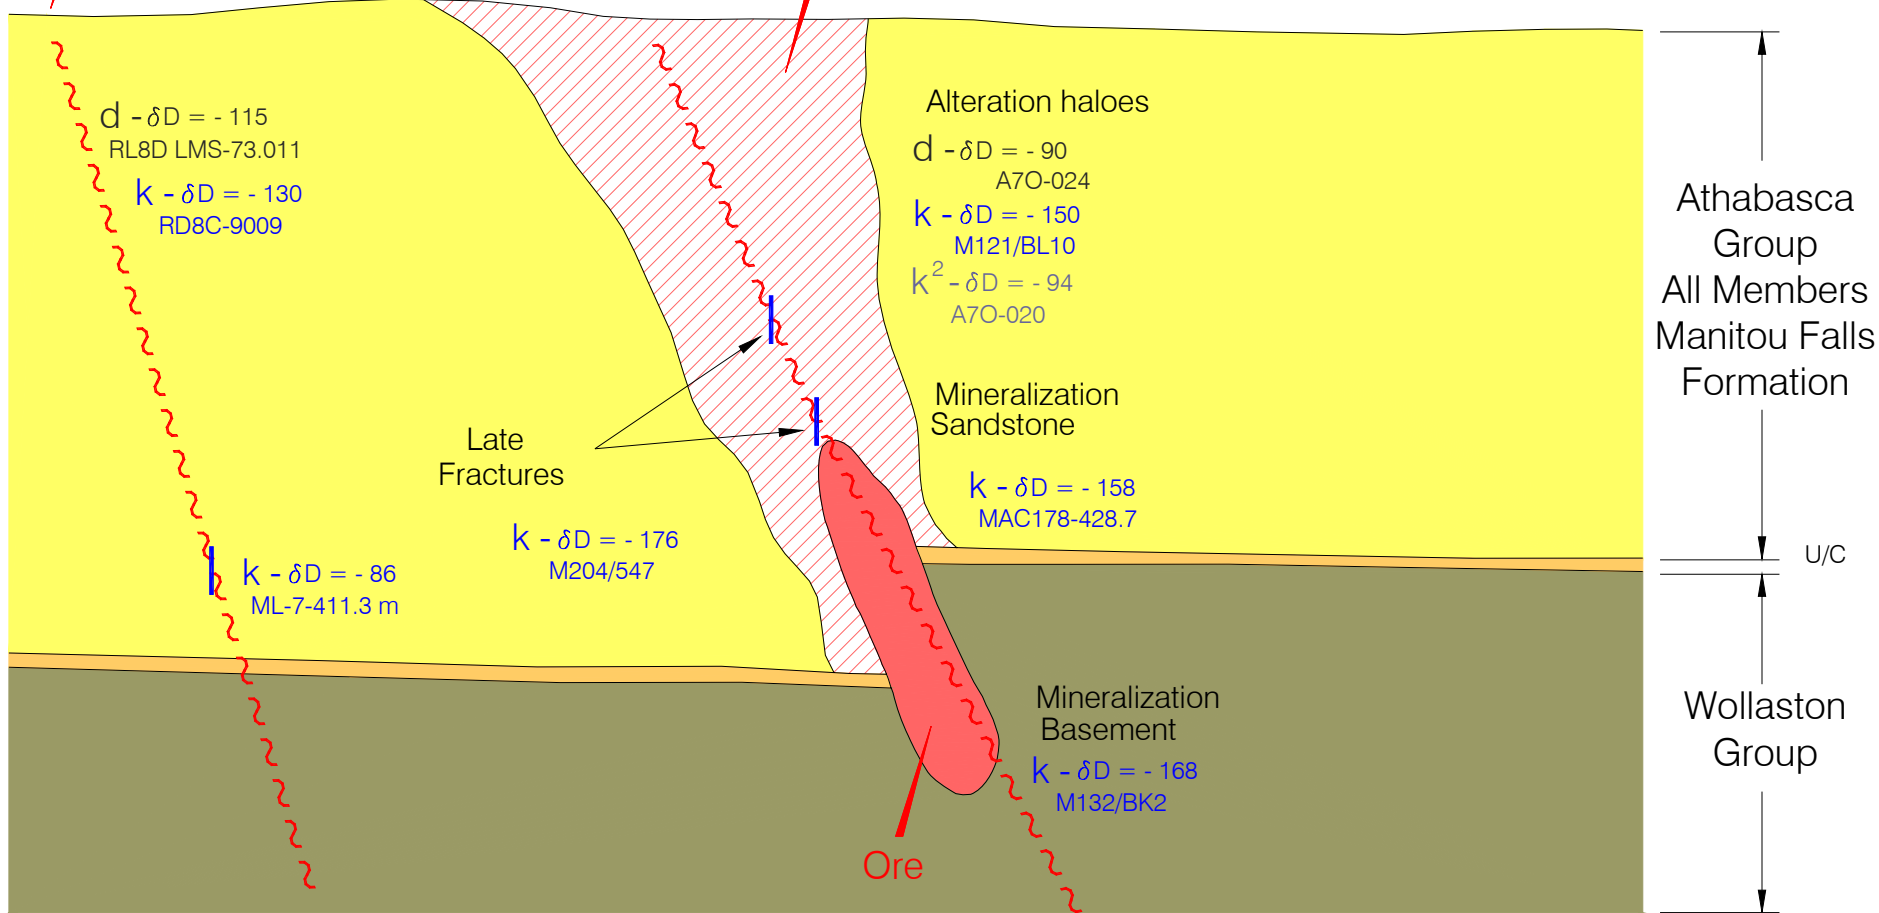 d - δD = - 115
RL8D LMS-73.011
k - δD = - 130
RD8C-9009
Alteration haloes
d - δD = - 90
A7O-024
k - δD = - 150
M121/BL10
k² - δD = - 94
A7O-020
Athabasca
Group
All Members
Manitou Falls
Formation
Mineralization
Sandstone
k - δD = - 158
MAC178-428.7
Late
Fractures
k - δD = - 176
M204/547
k - δD = - 86
ML-7-411.3 m
U/C
Mineralization
Basement
k - δD = - 168
M132/BK2
Wollaston
Group
Ore